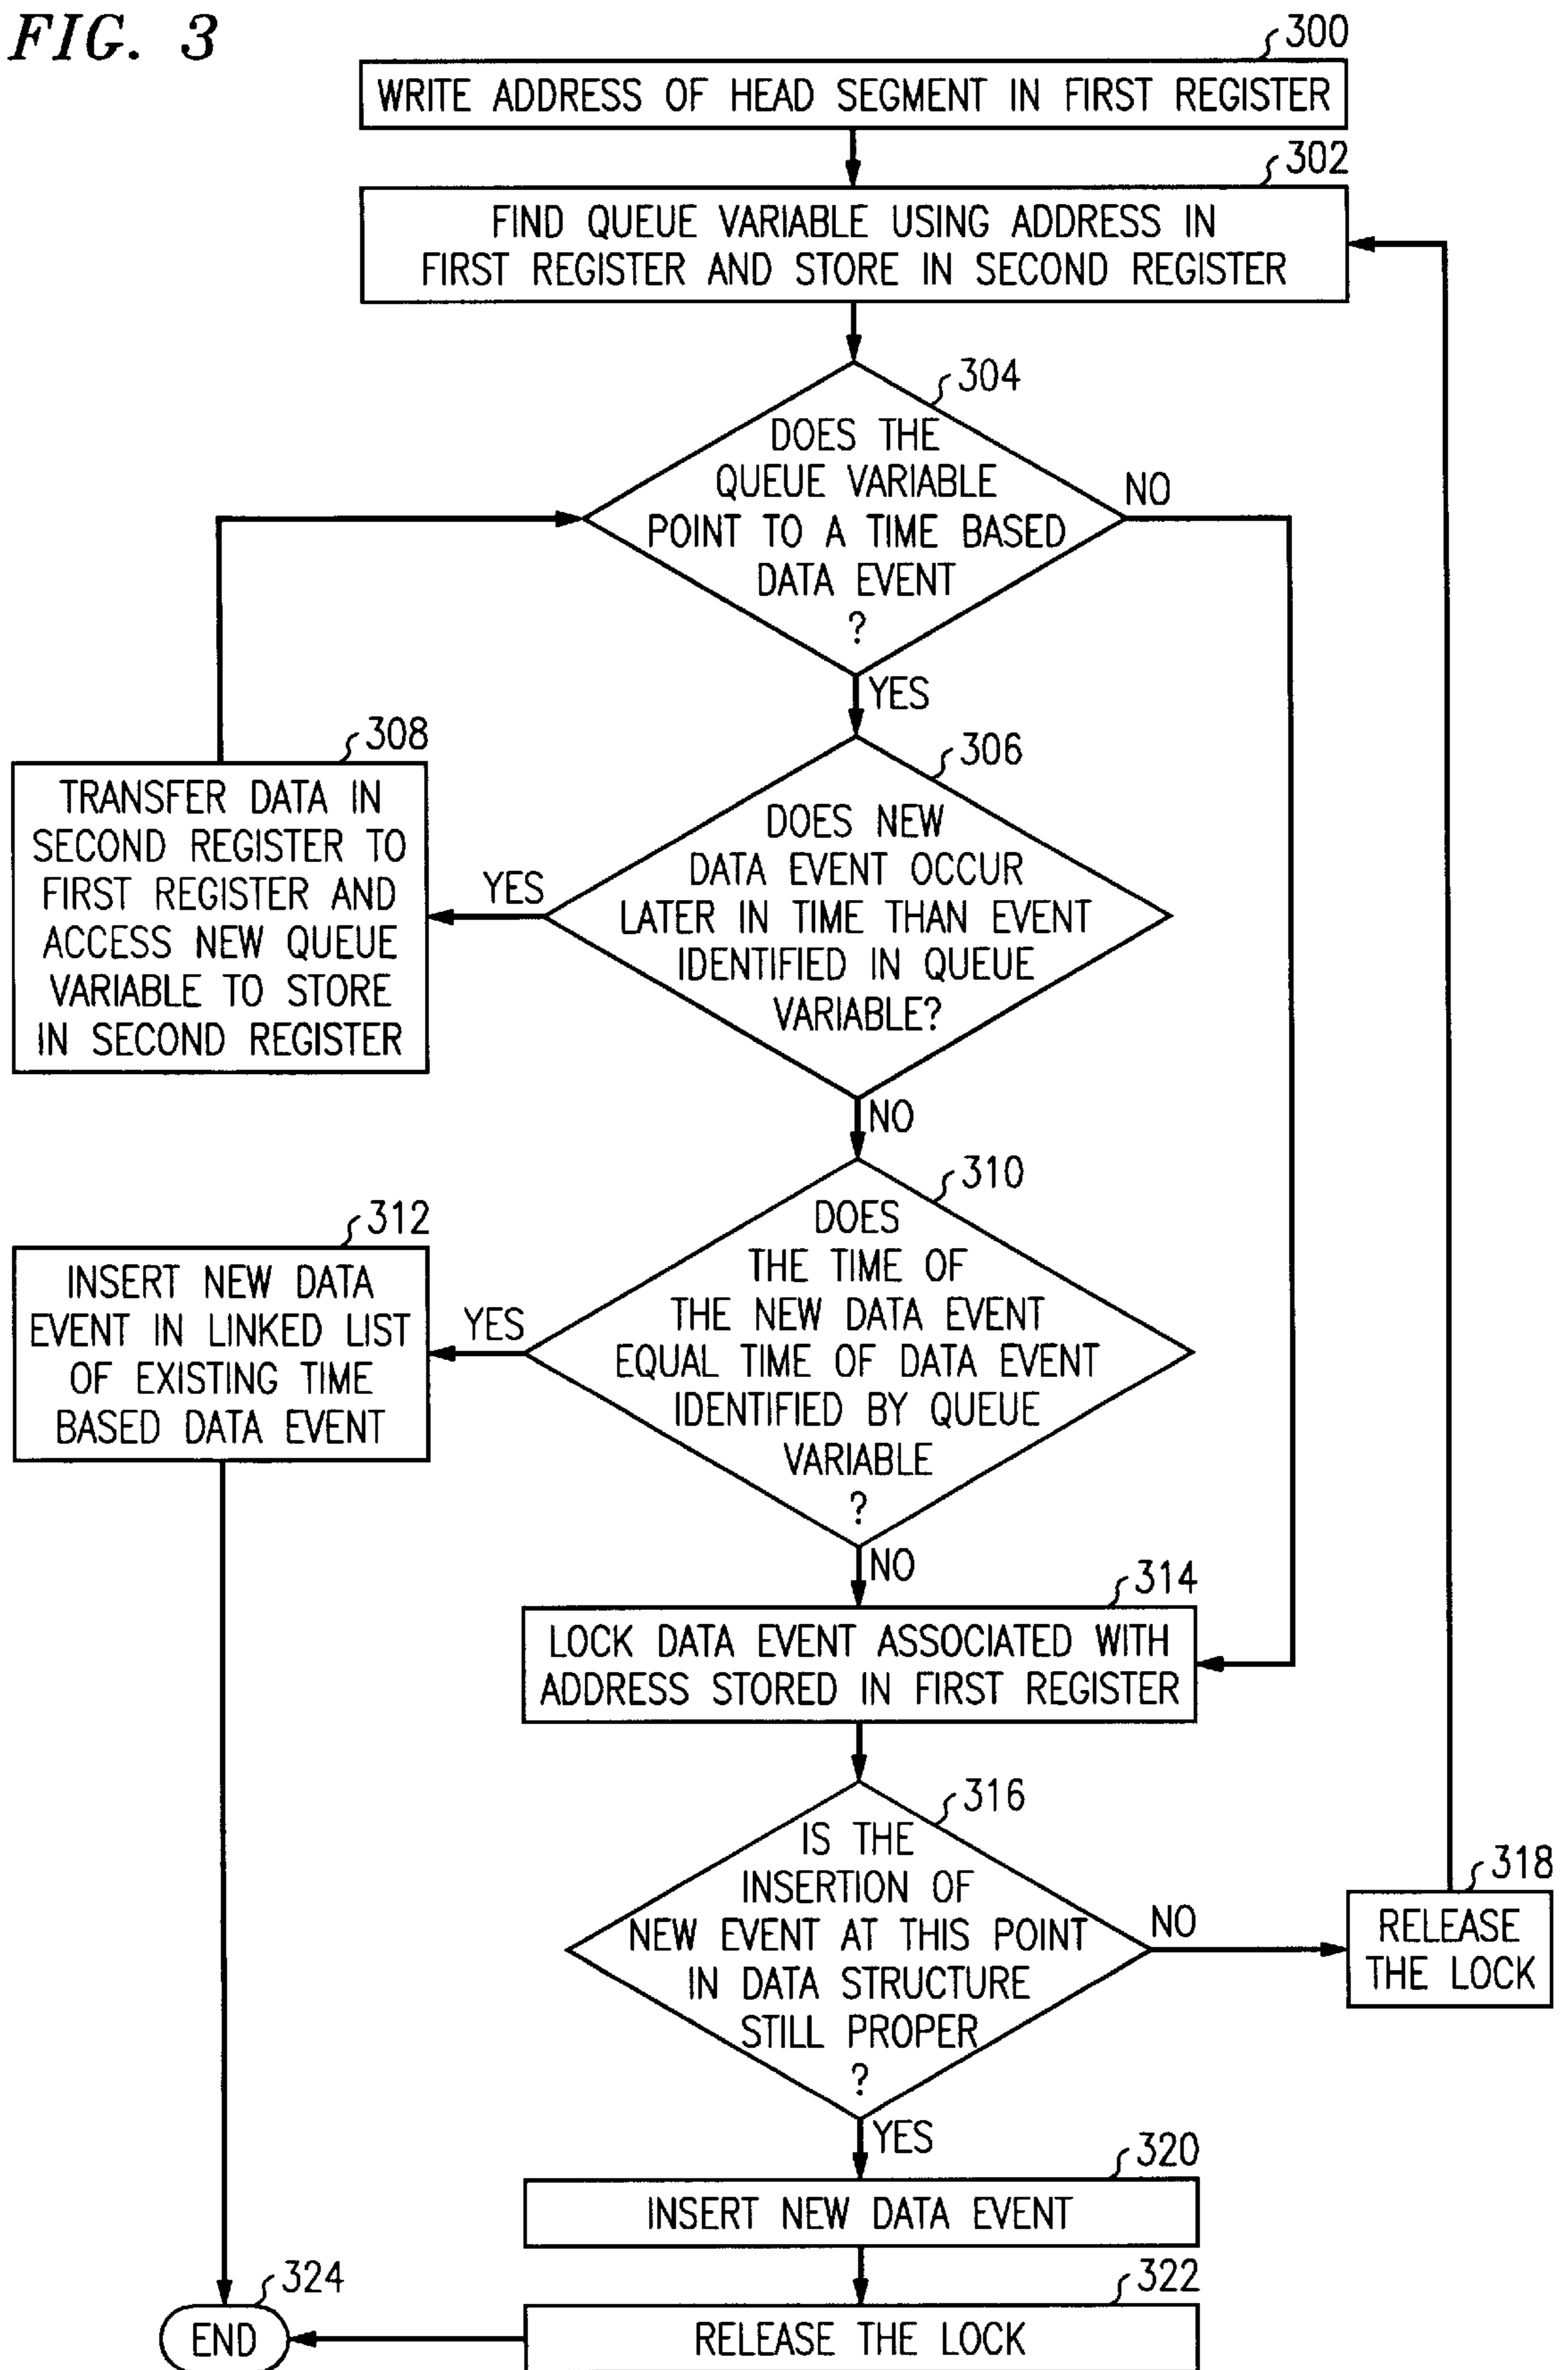 FIG. 3
300
WRITE ADDRESS OF HEAD SEGMENT IN FIRST REGISTER
302
FIND QUEUE VARIABLE USING ADDRESS IN
FIRST REGISTER AND STORE IN SECOND REGISTER
304
DOES THE
QUEUE VARIABLE
POINT TO A TIME BASED
DATA EVENT
?
NO
YES
306
DOES NEW
DATA EVENT OCCUR
LATER IN TIME THAN EVENT
IDENTIFIED IN QUEUE
VARIABLE?
YES
308
TRANSFER DATA IN
SECOND REGISTER TO
FIRST REGISTER AND
ACCESS NEW QUEUE
VARIABLE TO STORE
IN SECOND REGISTER
NO
310
DOES
THE TIME OF
THE NEW DATA EVENT
EQUAL TIME OF DATA EVENT
IDENTIFIED BY QUEUE
VARIABLE
?
YES
312
INSERT NEW DATA
EVENT IN LINKED LIST
OF EXISTING TIME
BASED DATA EVENT
NO
314
LOCK DATA EVENT ASSOCIATED WITH
ADDRESS STORED IN FIRST REGISTER
316
IS THE
INSERTION OF
NEW EVENT AT THIS POINT
IN DATA STRUCTURE
STILL PROPER
?
NO
318
RELEASE
THE LOCK
YES
320
INSERT NEW DATA EVENT
322
RELEASE THE LOCK
324
END